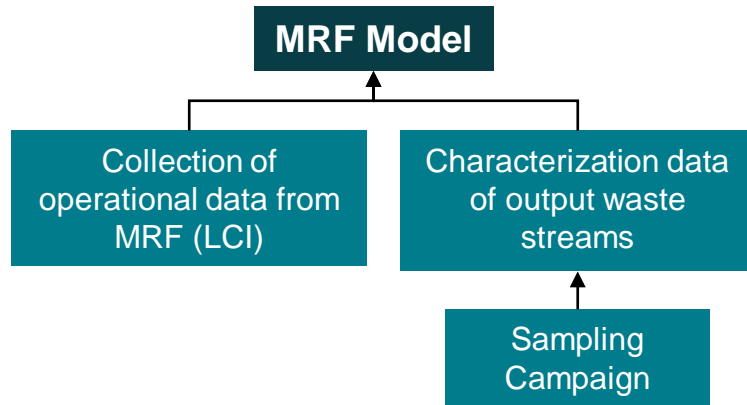 MRF Model
Collection of
operational data from
MRF (LCI)
Characterization data
of output waste
streams
Sampling
Campaign